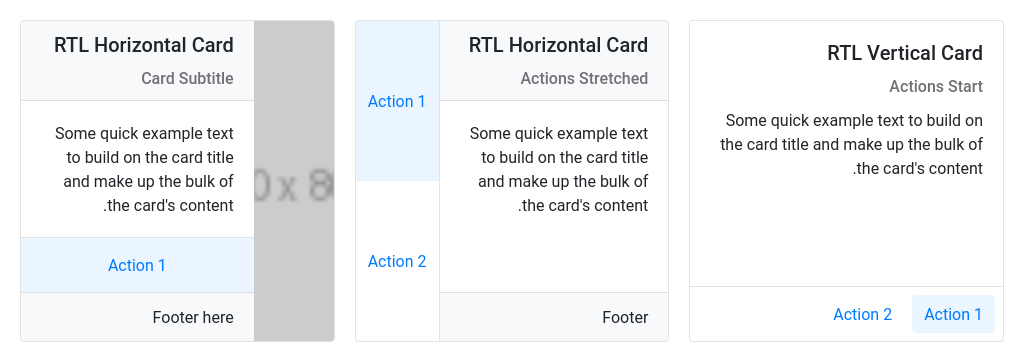 RTL Horizontal Card
Card Subtitle
Some quick example text
to build on the card title
and make up the bulk of
.the card's content
Action 1
Footer here
0 x 80
Action 1
Action 2
RTL Horizontal Card
Actions Stretched
Some quick example text
to build on the card title
and make up the bulk of
.the card's content
Footer
RTL Vertical Card
Actions Start
Some quick example text to build on
the card title and make up the bulk of
.the card's content
Action 2
Action 1